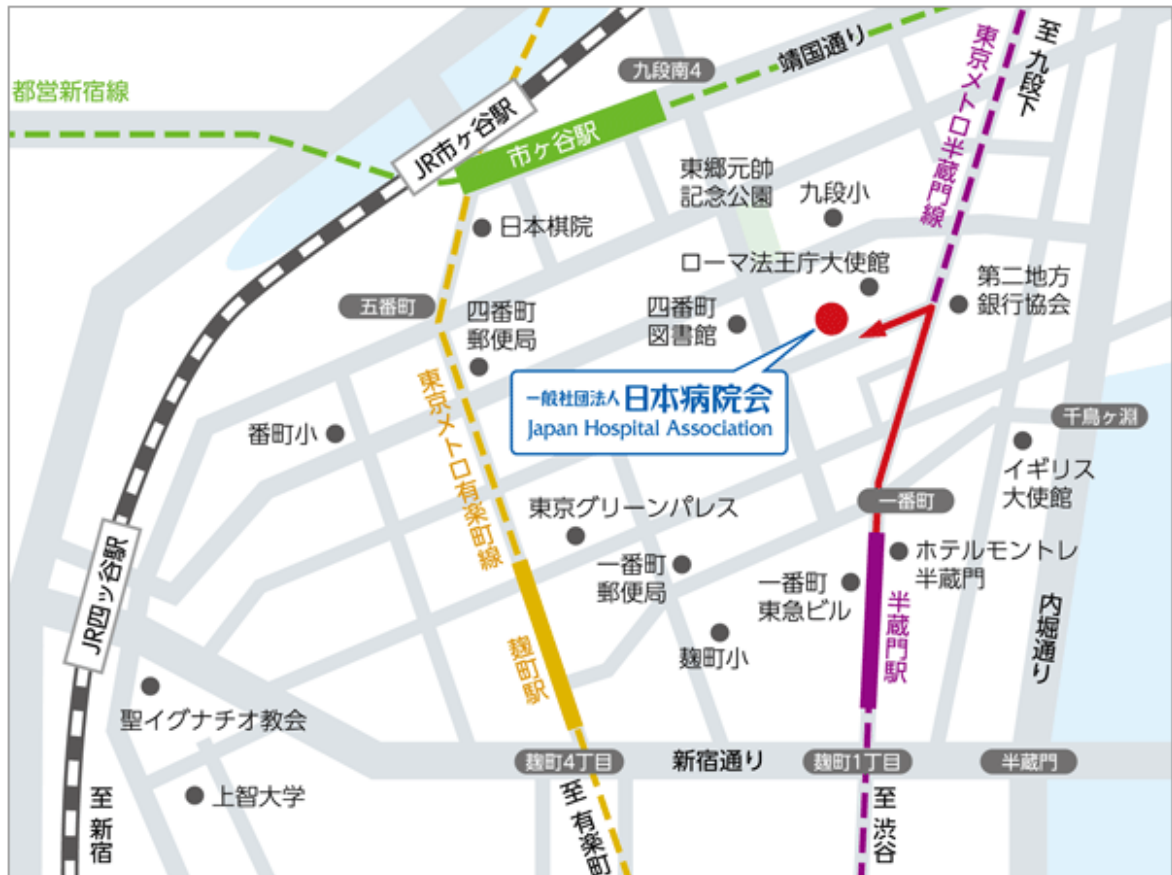 都営新宿線
JR市ヶ谷駅
市ヶ谷駅
九段南4
靖国通り
東京メトロ半蔵門線
至 九段下
東郷元帥
記念公園
九段小
日本棋院
ローマ法王庁大使館
第二地方
銀行協会
五番町
四番町
郵便局
四番町
図書館
一般社団法人 日本病院会
Japan Hospital Association
東京メトロ有楽町線
番町小
千鳥ヶ淵
イギリス
大使館
一番町
東京グリーンパレス
一番町
郵便局
一番町
東急ビル
ホテルモントレ
半蔵門
半蔵門駅
内堀通り
JR四ツ谷駅
麹町駅
麹町小
聖イグナチオ教会
麹町4丁目
新宿通り
麹町1丁目
半蔵門
上智大学
至 新宿
至 有楽町
至 渋谷